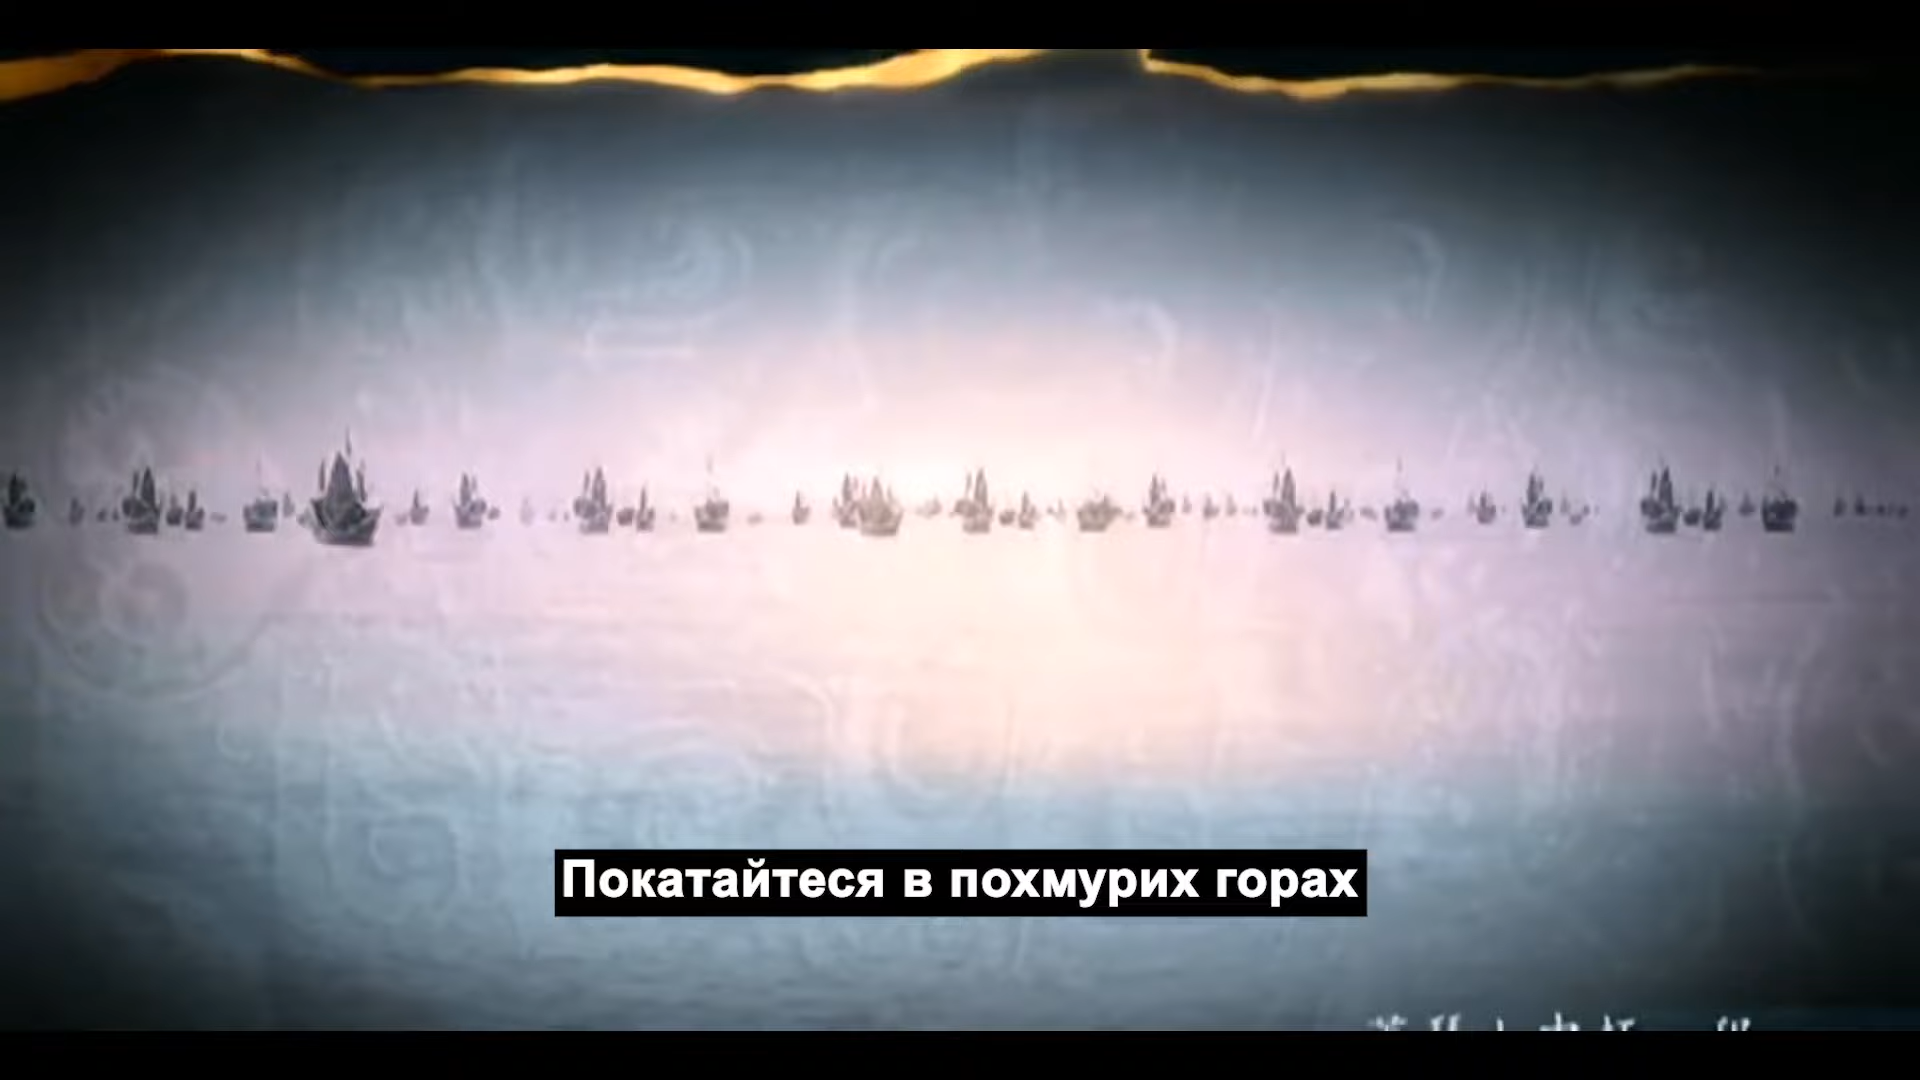 Покатайтеся в похмурих горах